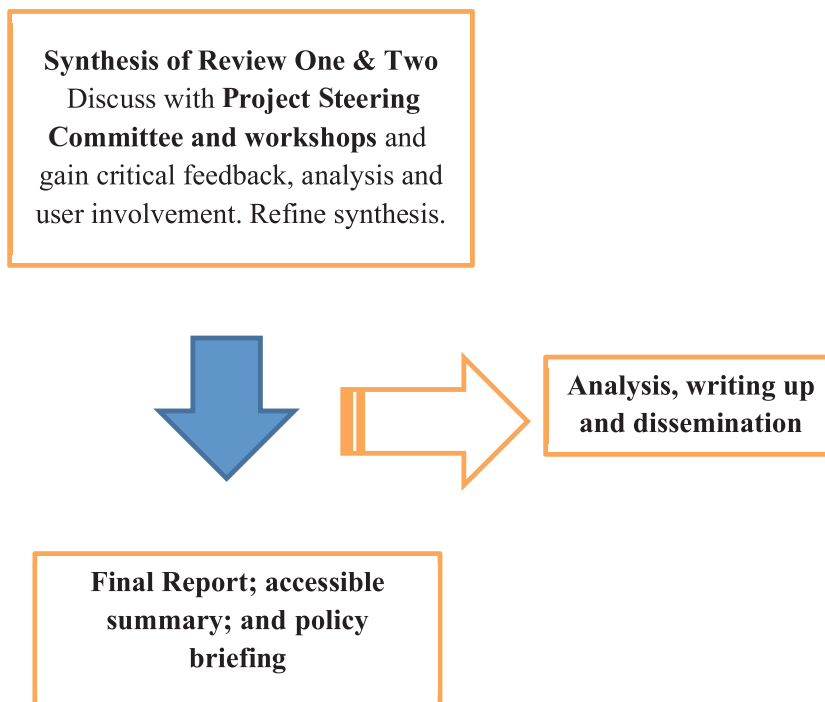 Synthesis of Review One & Two
Discuss with Project Steering
Committee and workshops and
gain critical feedback, analysis and
user involvement. Refine synthesis.
Analysis, writing up
and dissemination
Final Report; accessible
summary; and policy
briefing